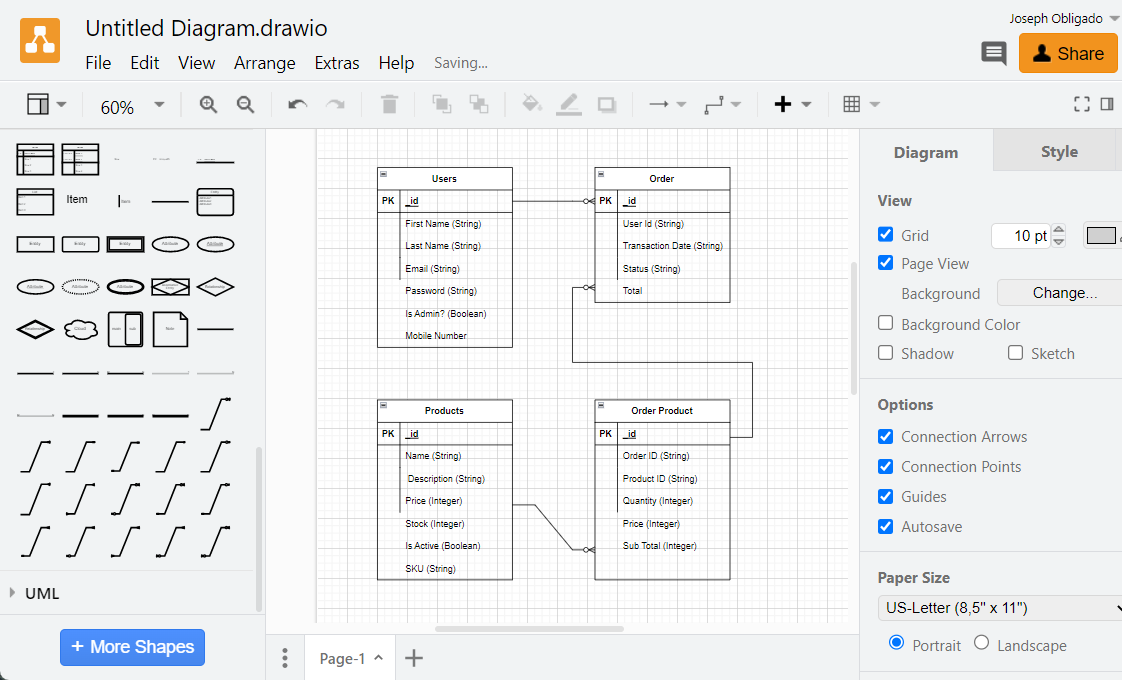 Untitled Diagram.drawio
Joseph Obligado
File Edit View Arrange Extras Help Saving...
Share
60%
Item
UML
+ More Shapes
Users
PK _id
First Name (String)
Last Name (String)
Email (String)
Password (String)
Is Admin? (Boolean)
Mobile Number
Order
PK _id
User Id (String)
Transaction Date (String)
Status (String)
Total
Products
PK _id
Name (String)
Description (String)
Price (Integer)
Stock (Integer)
Is Active (Boolean)
SKU (String)
Order Product
PK _id
Order ID (String)
Product ID (String)
Quantity (Integer)
Price (Integer)
Sub Total (Integer)
Page-1
Diagram Style
View
Grid 10 pt
Page View
Background Change...
Background Color
Shadow Sketch
Options
Connection Arrows
Connection Points
Guides
Autosave
Paper Size
US-Letter (8,5" x 11")
Portrait Landscape